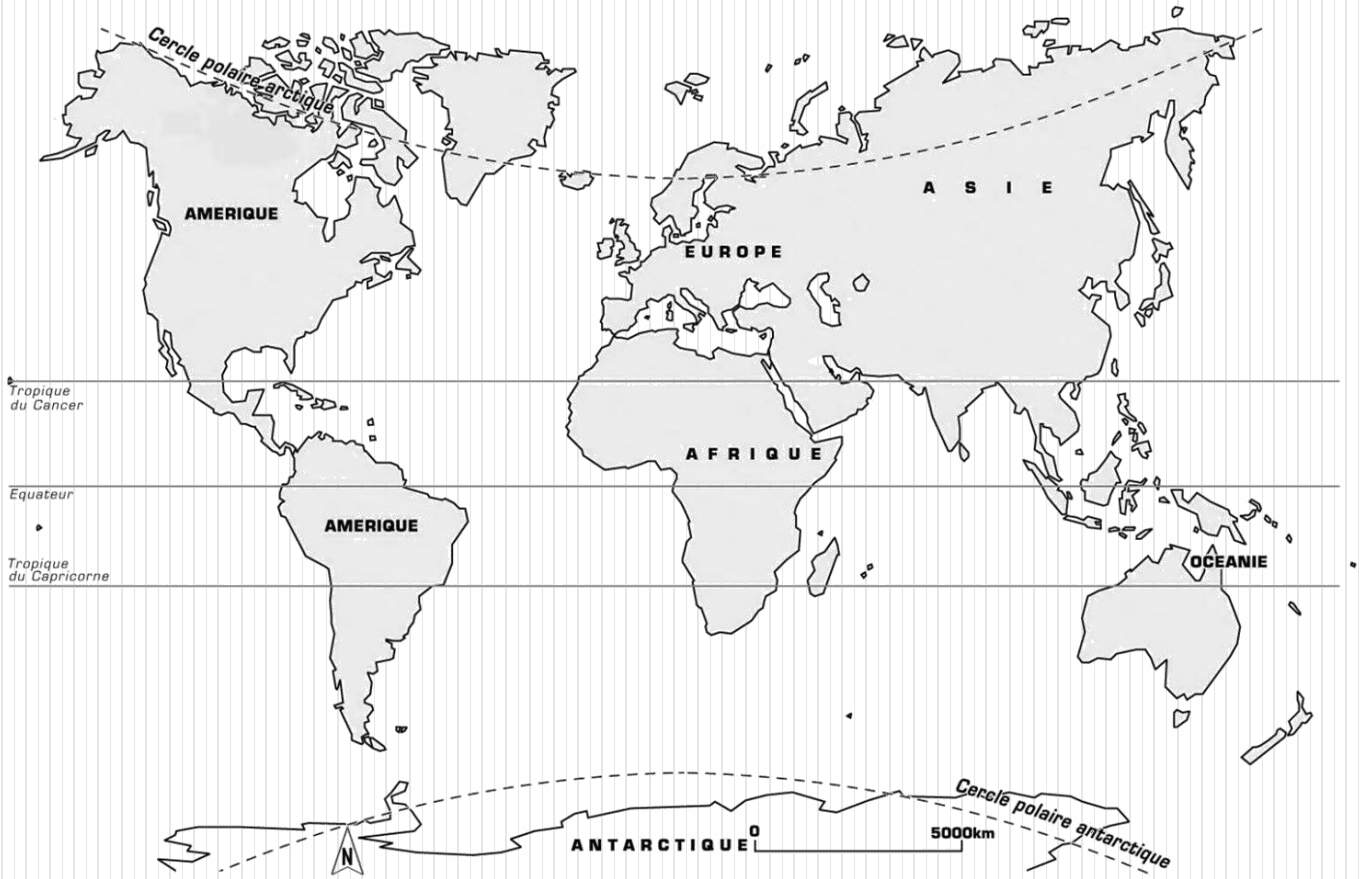 Cercle polaire arctique
A S I E
AMERIQUE
EUROPE
Tropique
du Cancer
AFRIQUE
Equateur
AMERIQUE
Tropique
du Capricorne
OCEANIE
Cercle polaire antarctique
0 5000km
ANTARCTIQUE
N